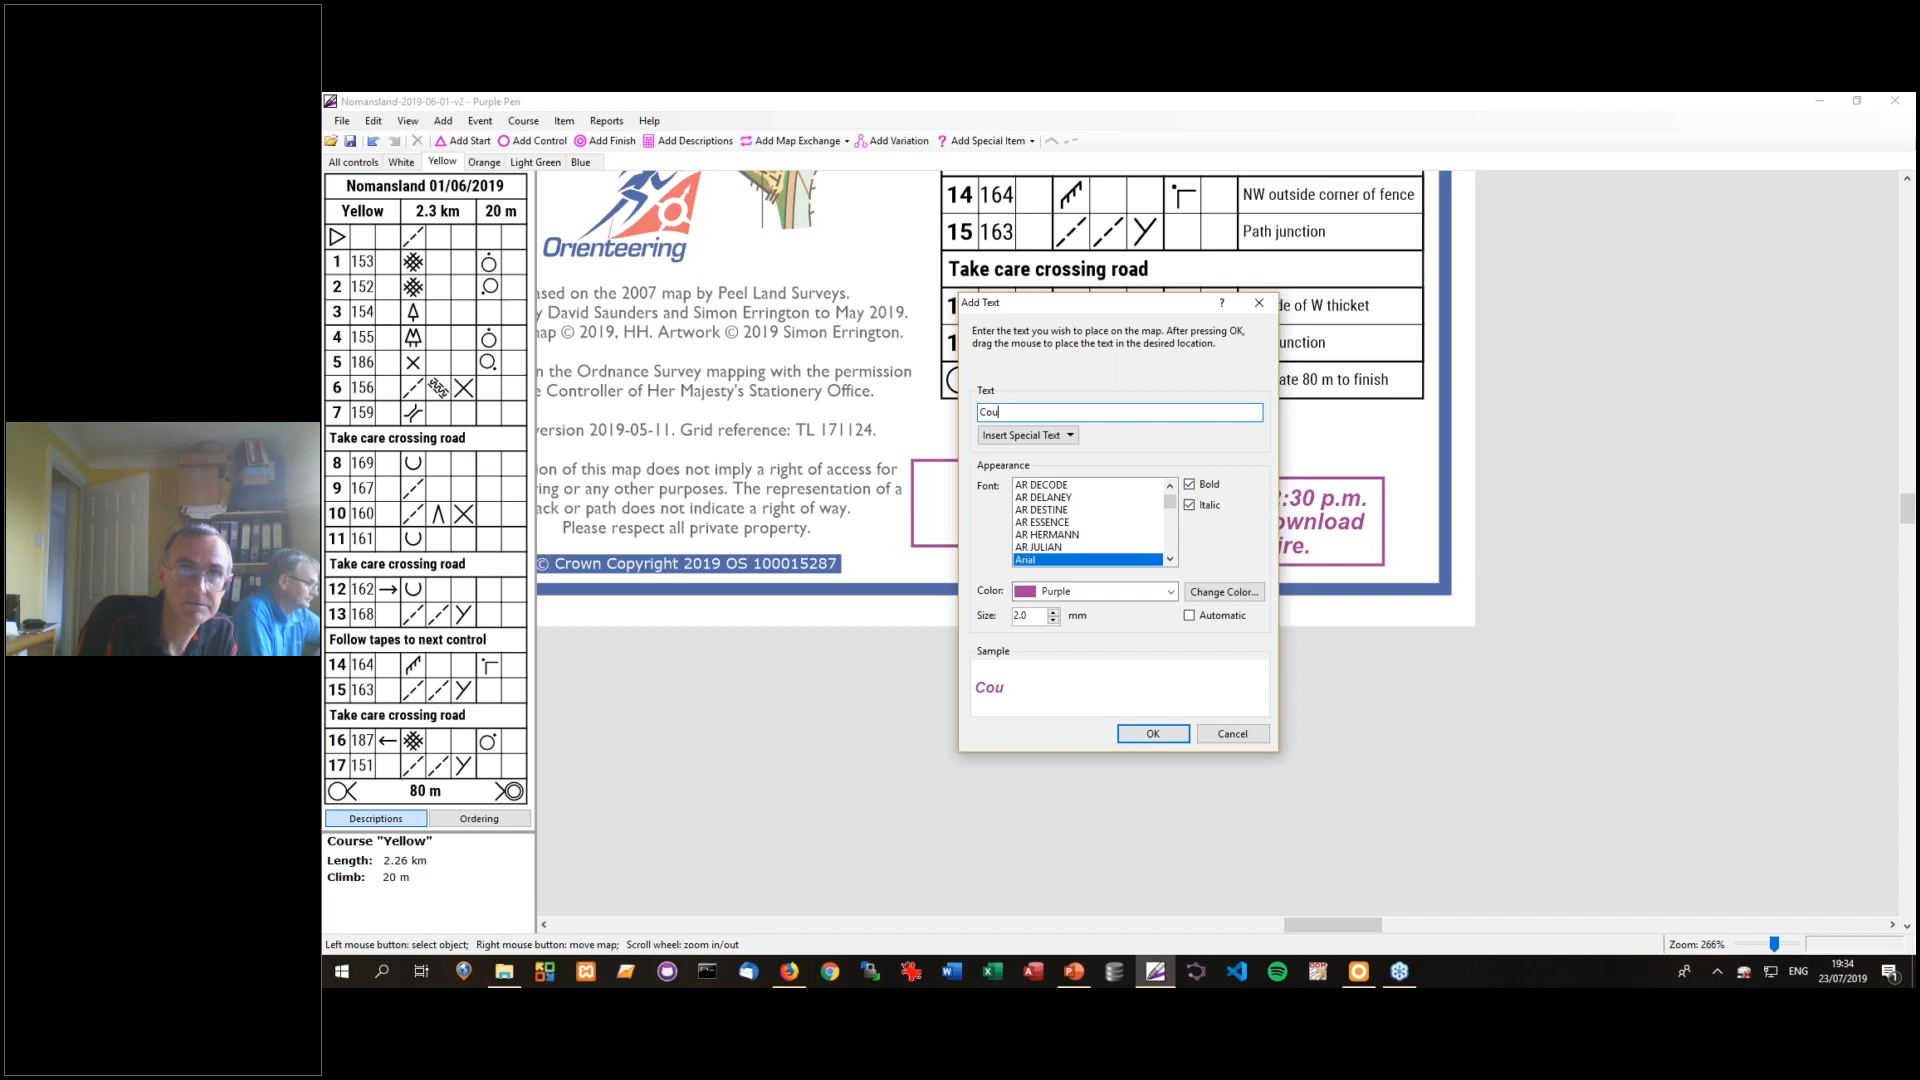 Nomansland-2019-06-01-v2 - Purple Pen
File Edit View Add Event Course Item Reports Help
Add Start Add Control Add Finish Add Descriptions Add Map Exchange Add Variation Add Special Item
All controls White Yellow Orange Light Green Blue
Nomansland 01/06/2019
Yellow 2.3 km 20 m
1 153
2 152
3 154
4 155
5 186
6 156
7 159
Take care crossing road
8 169
9 167
10 160
11 161
Take care crossing road
12 162
13 168
Follow tapes to next control
14 164
15 163
Take care crossing road
16 187
17 151
80 m
Descriptions Ordering
Course "Yellow"
Length: 2.26 km
Climb: 20 m
Orienteering
ased on the 2007 map by Peel Land Surveys.
y David Saunders and Simon Errington to May 2019.
ap © 2019, HH. Artwork © 2019 Simon Errington.
n the Ordnance Survey mapping with the permission
e Controller of Her Majesty's Stationery Office.
version 2019-05-11. Grid reference: TL 171124.
ion of this map does not imply a right of access for
ing or any other purposes. The representation of a
ack or path does not indicate a right of way.
Please respect all private property.
© Crown Copyright 2019 OS 100015287
14 164 NW outside corner of fence
15 163 Path junction
Take care crossing road
1 de of W thicket
1 unction
ate 80 m to finish
:30 p.m.
ownload
ire.
Add Text
?
Enter the text you wish to place on the map. After pressing OK,
drag the mouse to place the text in the desired location.
Text
Cou
Insert Special Text
Appearance
Font:
AR DECODE
AR DELANEY
AR DESTINE
AR ESSENCE
AR HERMANN
AR JULIAN
Arial
Bold
Italic
Color: Purple Change Color...
Size: 2.0 mm Automatic
Sample
Cou
OK Cancel
Left mouse button: select object; Right mouse button: move map; Scroll wheel: zoom in/out
Zoom: 266%
ENG
19:34
23/07/2019